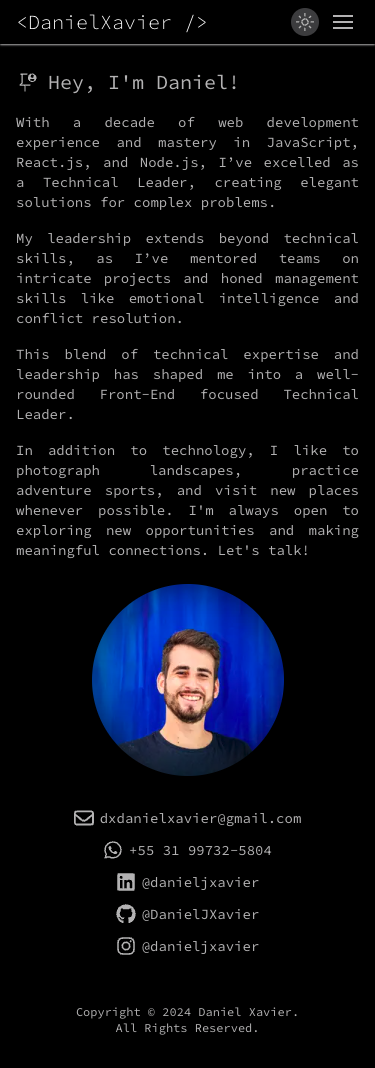 <DanielXavier />
Hey, I'm Daniel!
With a decade of web development
experience and mastery in JavaScript,
React.js, and Node.js, I’ve excelled as
a Technical Leader, creating elegant
solutions for complex problems.
My leadership extends beyond technical
skills, as I’ve mentored teams on
intricate projects and honed management
skills like emotional intelligence and
conflict resolution.
This blend of technical expertise and
leadership has shaped me into a well-
rounded Front-End focused Technical
Leader.
In addition to technology, I like to
photograph landscapes, practice
adventure sports, and visit new places
whenever possible. I'm always open to
exploring new opportunities and making
meaningful connections. Let's talk!
dxdanielxavier@gmail.com
+55 31 99732-5804
@danieljxavier
@DanielJXavier
@danieljxavier
Copyright © 2024 Daniel Xavier.
All Rights Reserved.